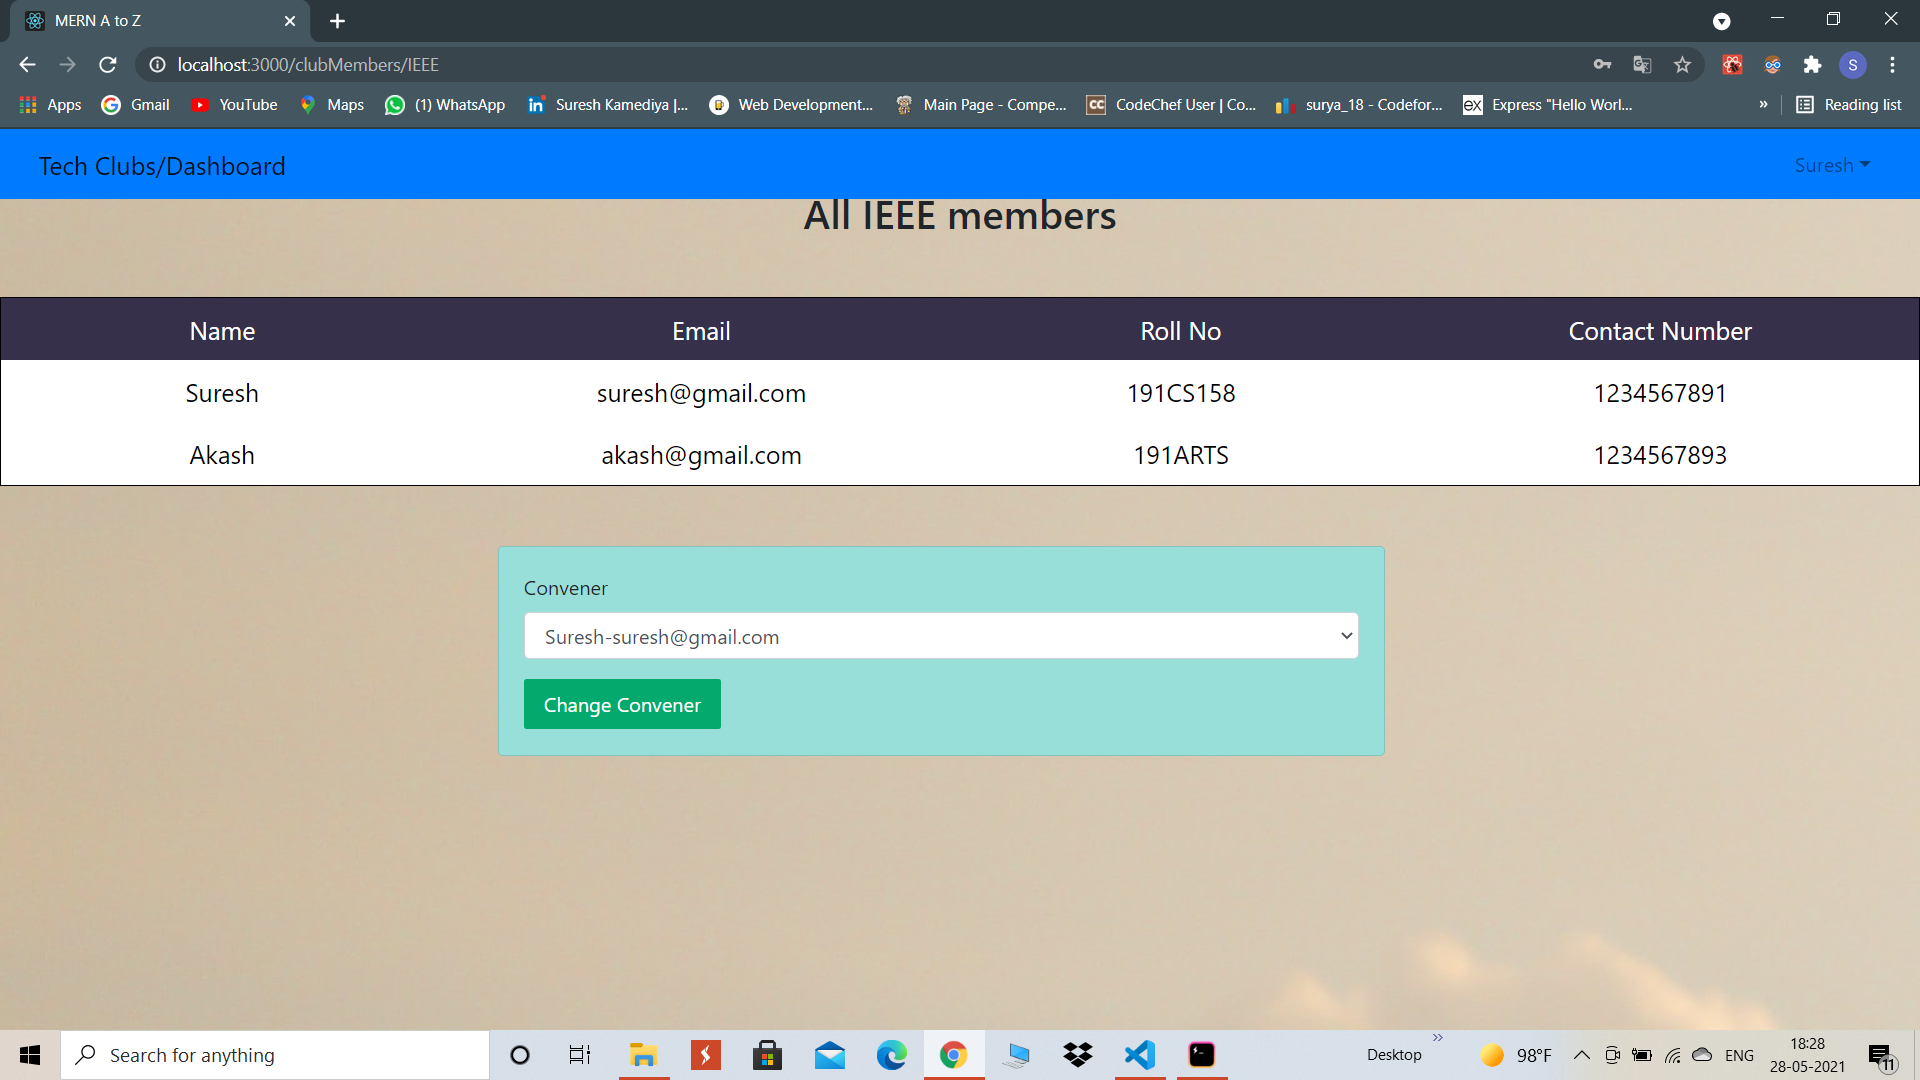 MERN A to Z
localhost:3000/clubMembers/IEEE
S
Apps Gmail YouTube Maps (1) WhatsApp Suresh Kamediya |... Web Development... Main Page - Compe... CC CodeChef User | Co... surya_18 - Codefor... ex Express "Hello Worl... » Reading list
Tech Clubs/Dashboard Suresh
All IEEE members
Name Email Roll No Contact Number
Suresh suresh@gmail.com 191CS158 1234567891
Akash akash@gmail.com 191ARTS 1234567893
Convener
Suresh-suresh@gmail.com
Change Convener
Search for anything
Desktop » 98°F ENG
18:28
28-05-2021
11